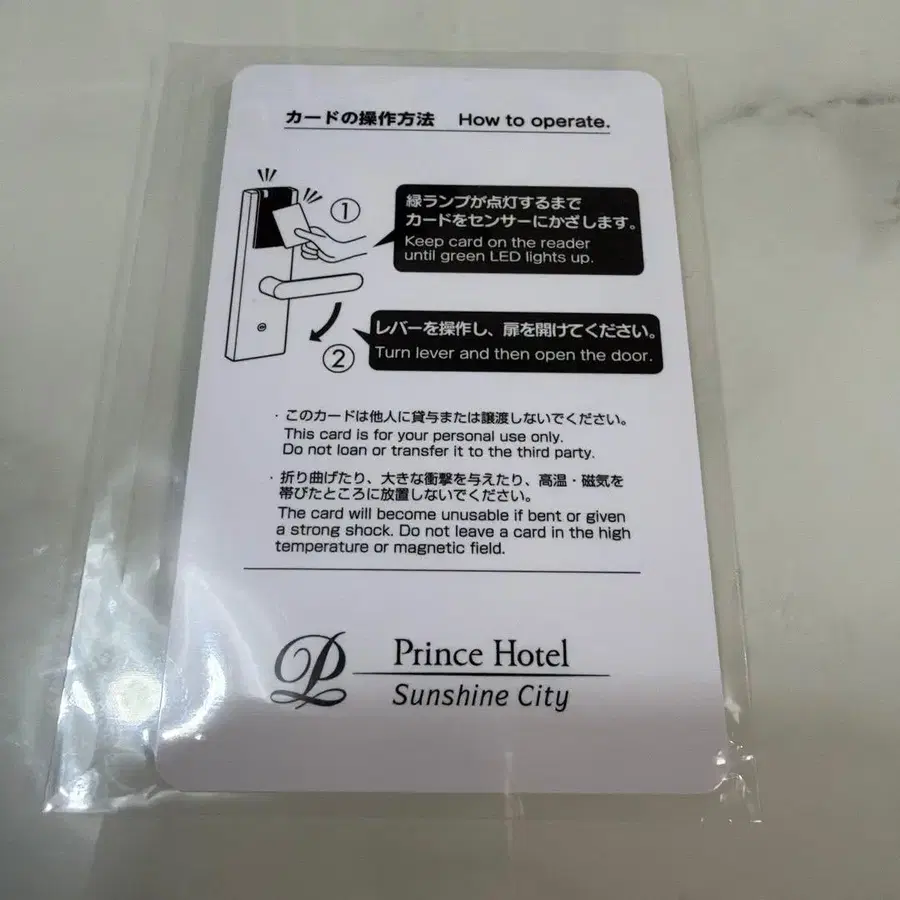 カードの操作方法 How to operate.
①
緑ランプが点灯するまで
カードをセンサーにかざします。
Keep card on the reader
until green LED lights up.
②
レバーを操作し、扉を開けてください。
Turn lever and then open the door.
・このカードは他人に貸与または譲渡しないでください。
This card is for your personal use only.
Do not loan or transfer it to the third party.
・折り曲げたり、大きな衝撃を与えたり、高温・磁気を
帯びたところに放置しないでください。
The card will become unusable if bent or given
a strong shock. Do not leave a card in the high
temperature or magnetic field.
P
Prince Hotel
Sunshine City